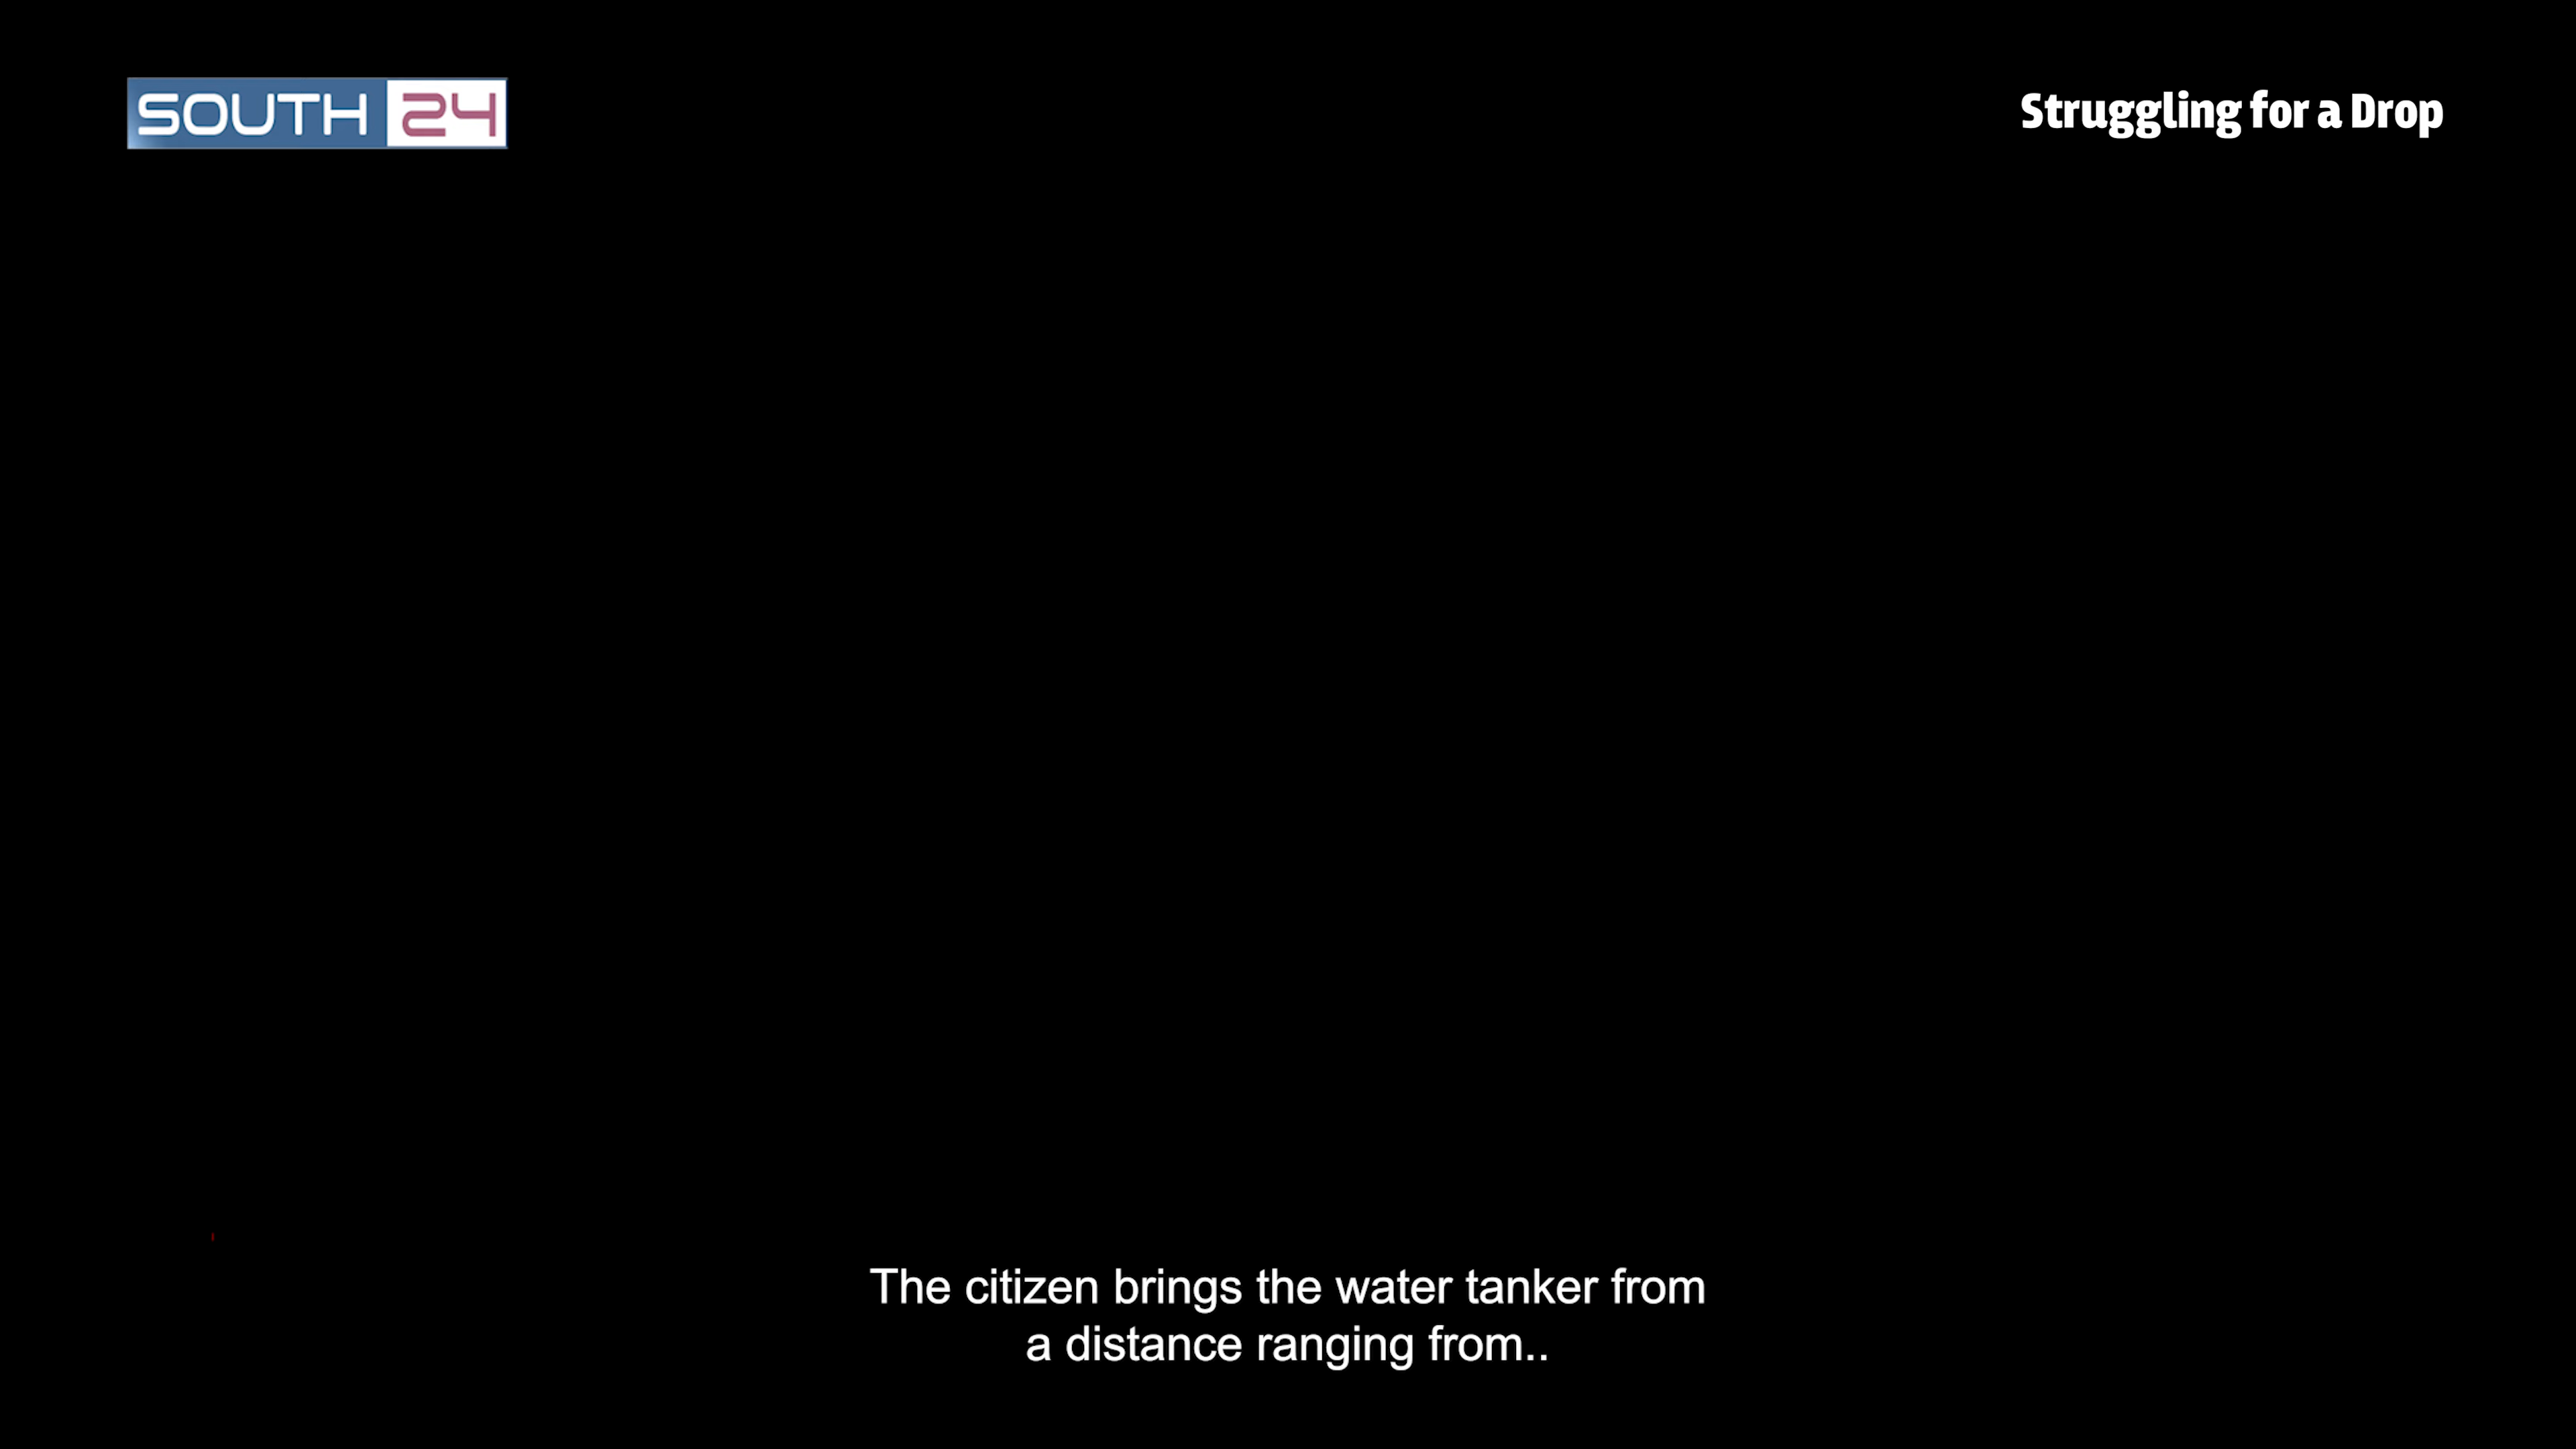 SOUTH 24
Struggling for a Drop
The citizen brings the water tanker from
a distance ranging from..